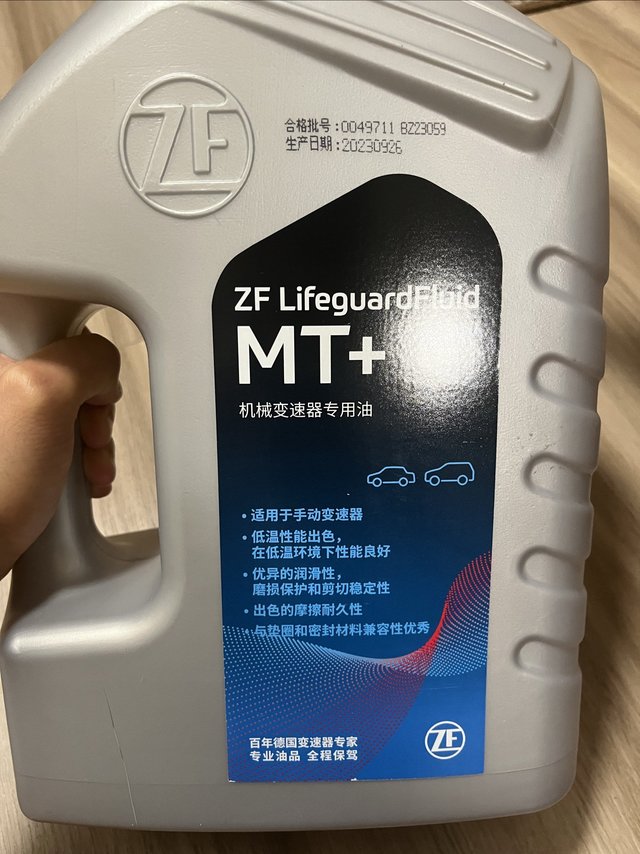 ZF
合格批号:0049711 BZ23059
生产日期:20230926
ZF LifeguardFluid
MT+
机械变速器专用油
• 适用于手动变速器
• 低温性能出色，
在低温环境下性能良好
• 优异的润滑性，
磨损保护和剪切稳定性
• 出色的摩擦耐久性
• 与垫圈和密封材料兼容性优秀
百年德国变速器专家
专业油品 全程保驾
ZF